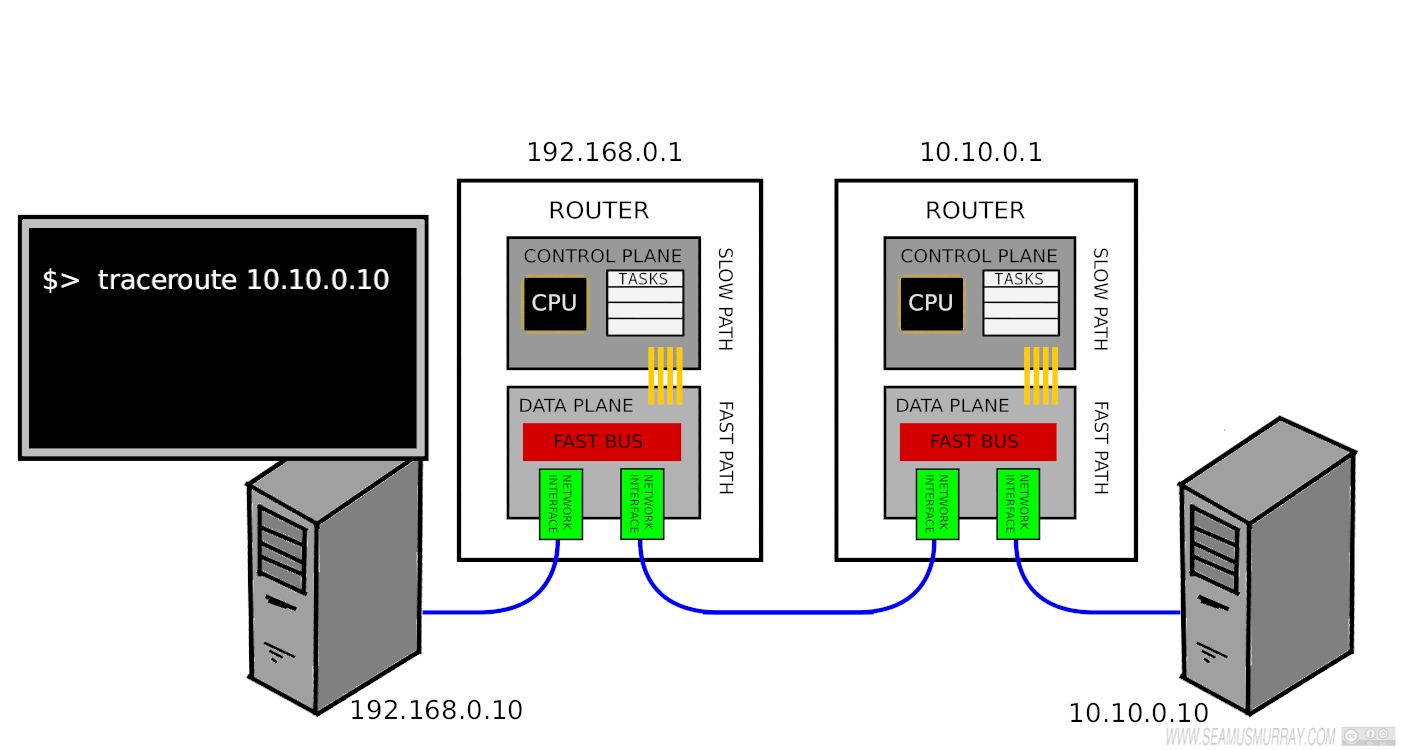 192.168.0.1
10.10.0.1
$> traceroute 10.10.0.10
ROUTER
CONTROL PLANE
CPU
TASKS
SLOW PATH
DATA PLANE
FAST BUS
NETWORK
INTERFACE
NETWORK
INTERFACE
FAST PATH
ROUTER
CONTROL PLANE
CPU
TASKS
SLOW PATH
DATA PLANE
FAST BUS
NETWORK
INTERFACE
NETWORK
INTERFACE
FAST PATH
192.168.0.10
10.10.0.10
WWW.SEAMUSMURRAY.COM